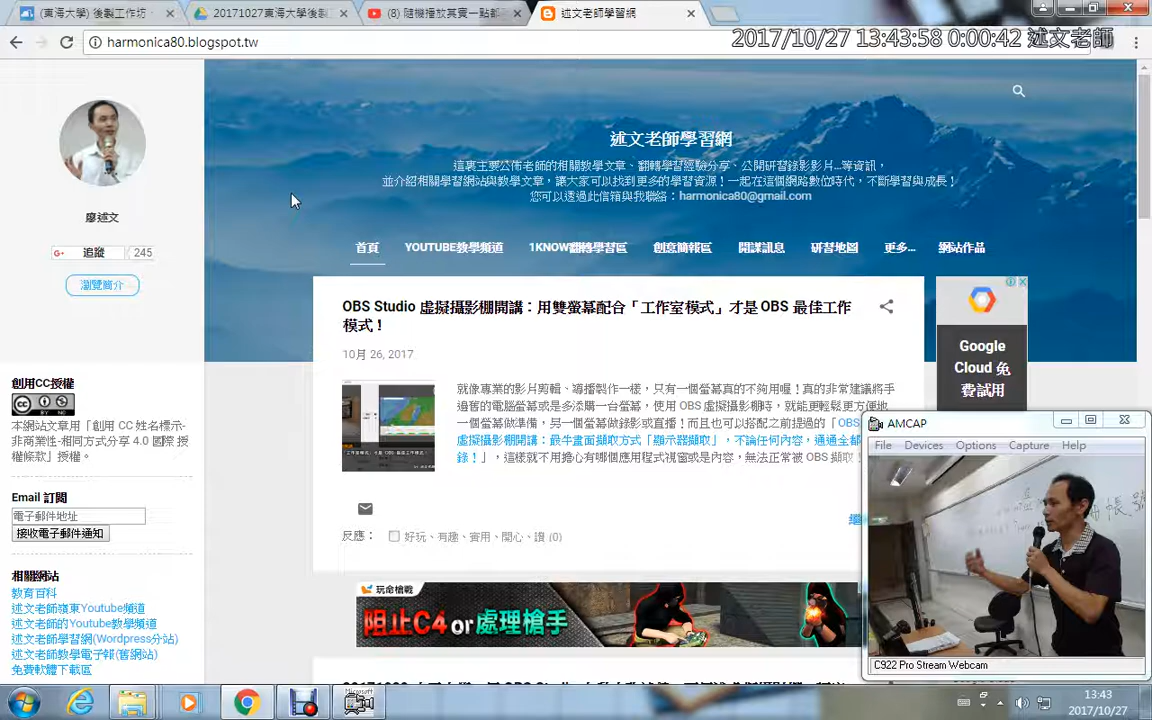 (東海大學) 後製工作坊
20171027東海大學後製
(8) 隨機播放其實一點都
述文老師學習網
harmonica80.blogspot.tw
2017/10/27 13:43:58 0:00:42 述文老師
述文老師學習網
這裏主要公佈老師的相關教學文章、翻轉學習經驗分享、公開研習錄影影片...等資訊，
並介紹相關學習網站與教學文章，讓大家可以找到更多的學習資源！一起在這個網路數位時代，不斷學習與成長！
您可以透過此信箱與我聯絡：harmonica80@gmail.com
廖述文
追蹤 245
瀏覽簡介
首頁 YOUTUBE教學頻道 1KNOW翻轉學習區 創意簡報區 開課訊息 研習地圖 更多... 網站作品
OBS Studio 虛擬攝影棚開講：用雙螢幕配合「工作室模式」才是 OBS 最佳工作
模式！
10月 26, 2017
就像專業的影片剪輯、導播製作一樣，只有一個螢幕真的不夠用喔！真的非常建議將手
邊舊的電腦螢幕或是多添購一台螢幕，使用 OBS 虛擬攝影棚時，就能更輕鬆更方便地
一個螢幕做準備，另一個螢幕做錄影或直播！而且也可以搭配之前提過的「OBS
虛擬攝影棚開講：最牛畫面擷取方式「顯示器擷取」，不論任何內容，通通全都
錄！」，這樣就不用擔心有哪個應用程式視窗或是內容，無法正常被 OBS 擷取
繼
反應： 好玩、有趣、實用、開心、讚 (0)
Google
Cloud 免
費試用
創用CC授權
本網站文章用「創用 CC 姓名標示-
非商業性-相同方式分享 4.0 國際 授
權條款」授權。
Email 訂閱
電子郵件地址
接收電子郵件通知
相關網站
教育百科
述文老師嶺東Youtube頻道
述文老師的Youtube教學頻道
述文老師學習網(Wordpress分站)
述文老師教學電子報(舊網站)
免費軟體下載區
玩命槍戰
阻止C4 or 處理槍手
AMCAP
File Devices Options Capture Help
C922 Pro Stream Webcam
13:43
2017/10/27